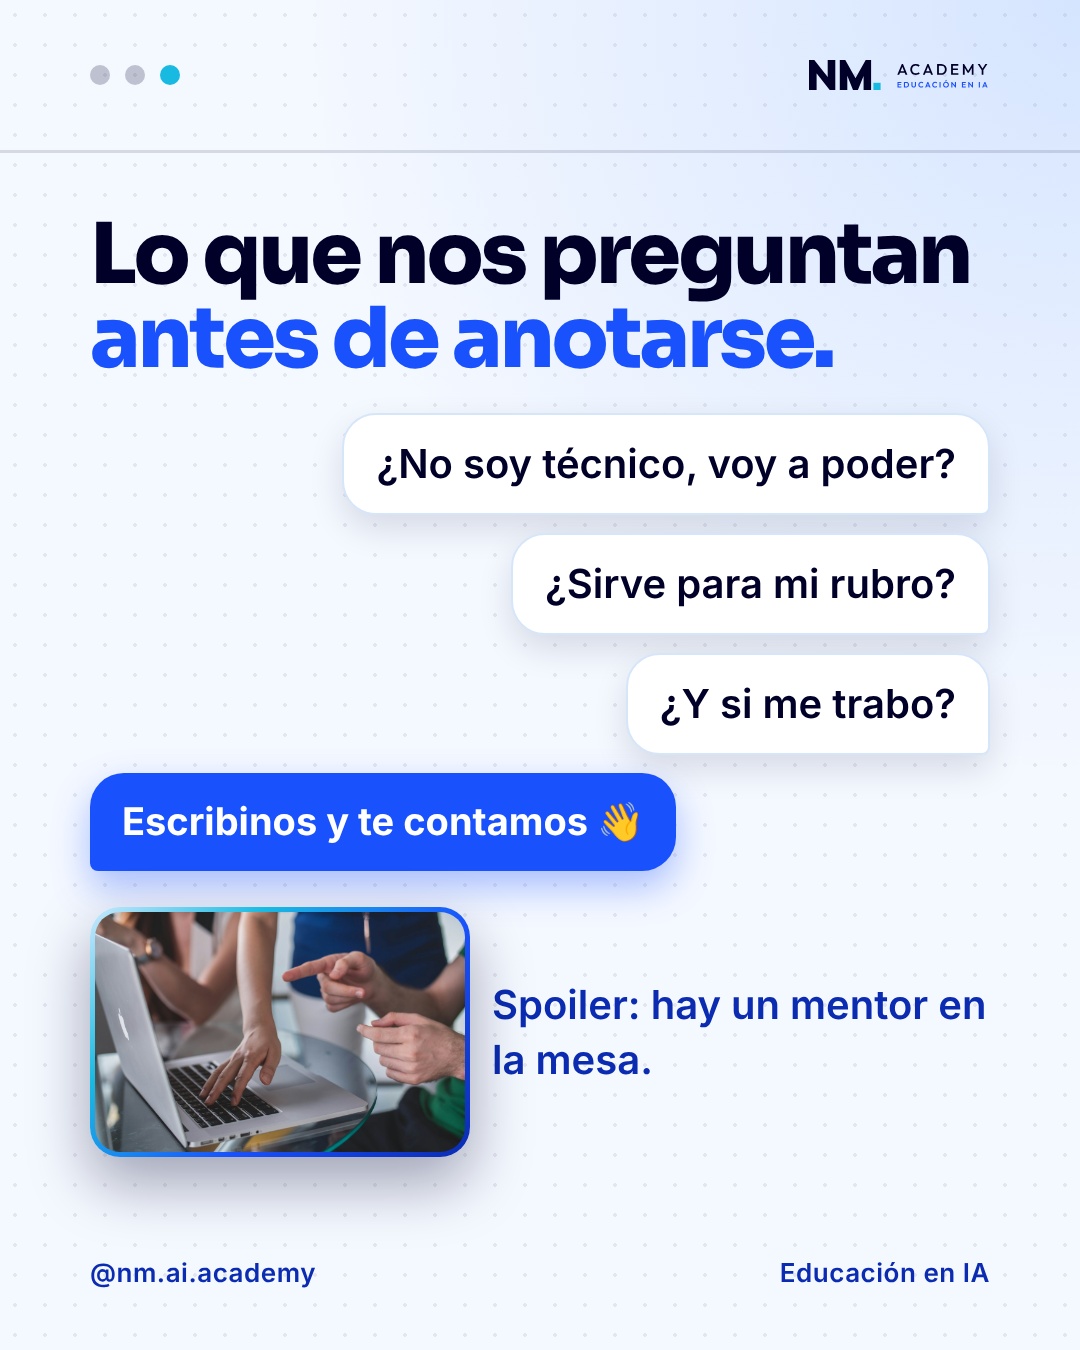 NM. ACADEMY
EDUCACIÓN EN IA
Lo que nos preguntan
antes de anotarse.
¿No soy técnico, voy a poder?
¿Sirve para mi rubro?
¿Y si me trabo?
Escribinos y te contamos 👋
Spoiler: hay un mentor en
la mesa.
@nm.ai.academy
Educación en IA